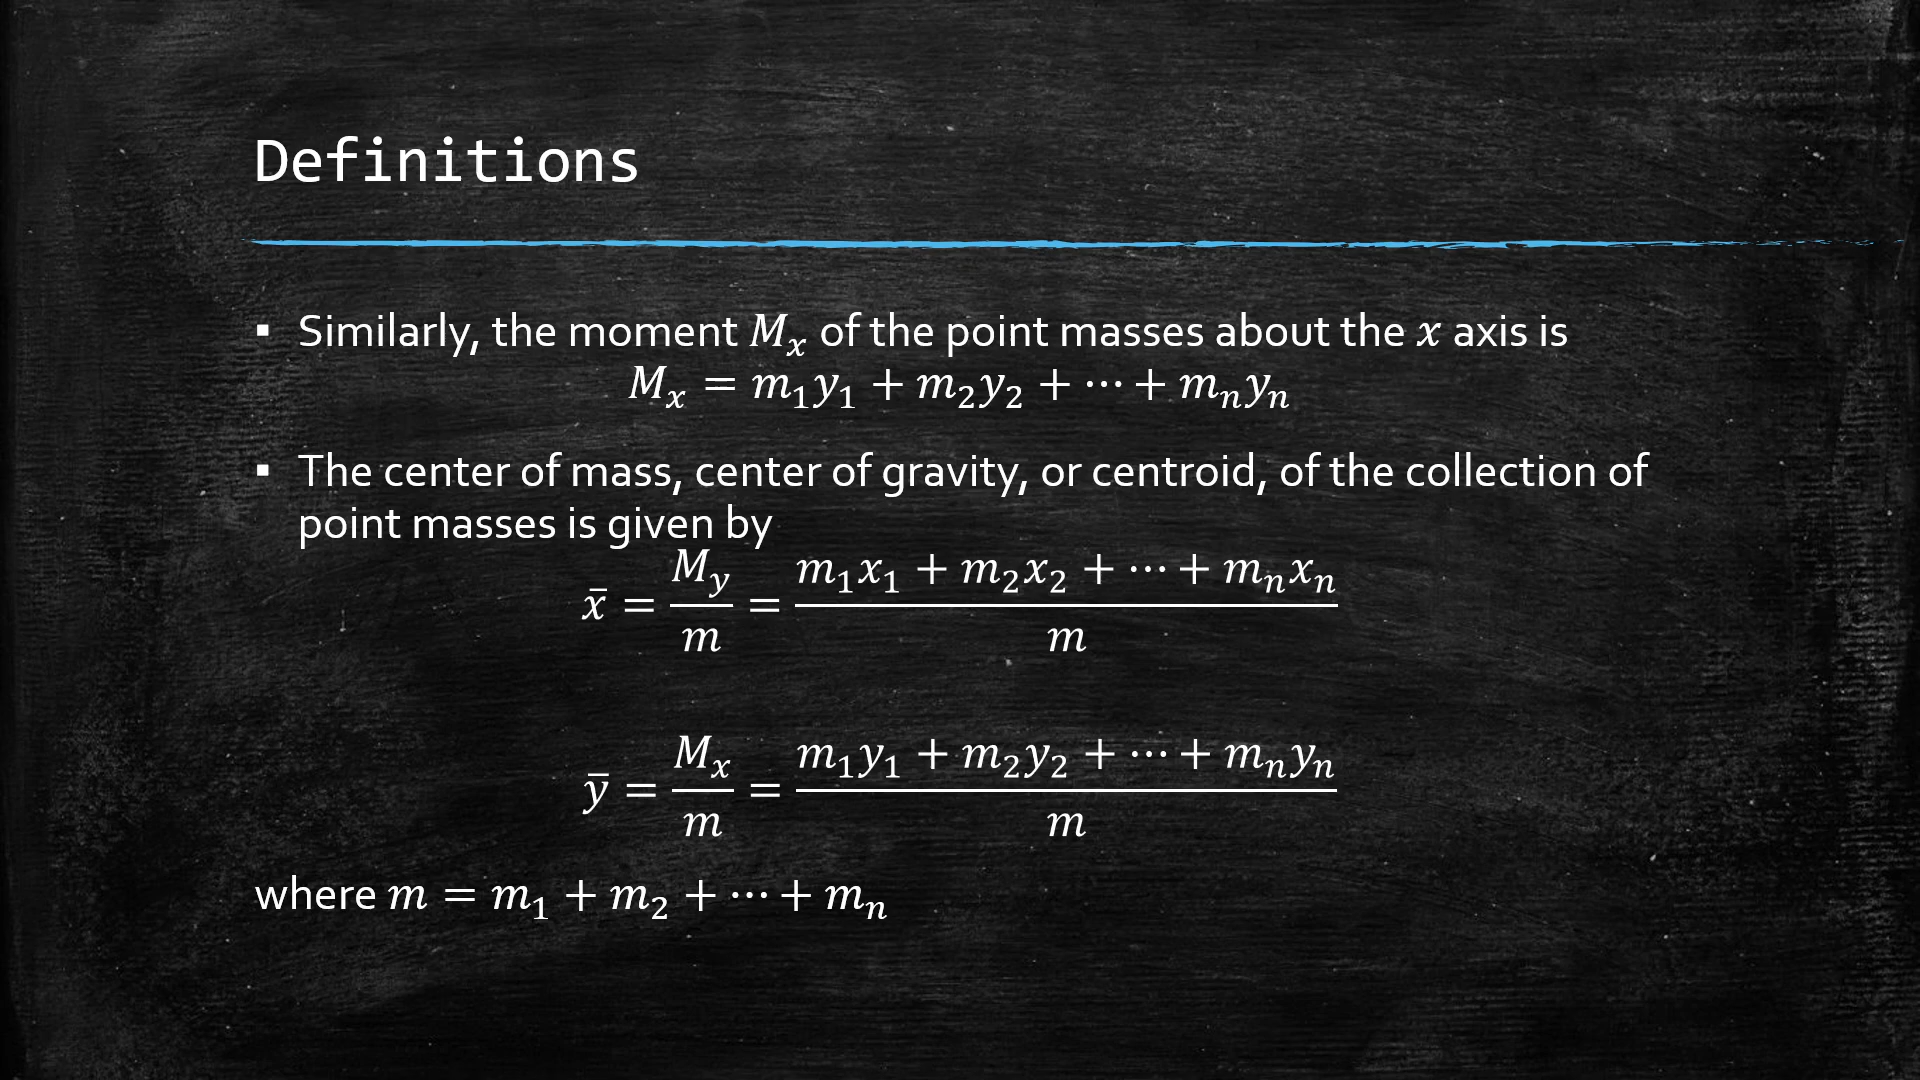 Definitions
▪ Similarly, the moment $M_x$ of the point masses about the $x$ axis is
$M_x = m_1y_1 + m_2y_2 + \cdots + m_ny_n$
▪ The center of mass, center of gravity, or centroid, of the collection of
point masses is given by
$\bar{x} = \frac{M_y}{m} = \frac{m_1x_1 + m_2x_2 + \cdots + m_nx_n}{m}$
$\bar{y} = \frac{M_x}{m} = \frac{m_1y_1 + m_2y_2 + \cdots + m_ny_n}{m}$
where $m = m_1 + m_2 + \cdots + m_n$